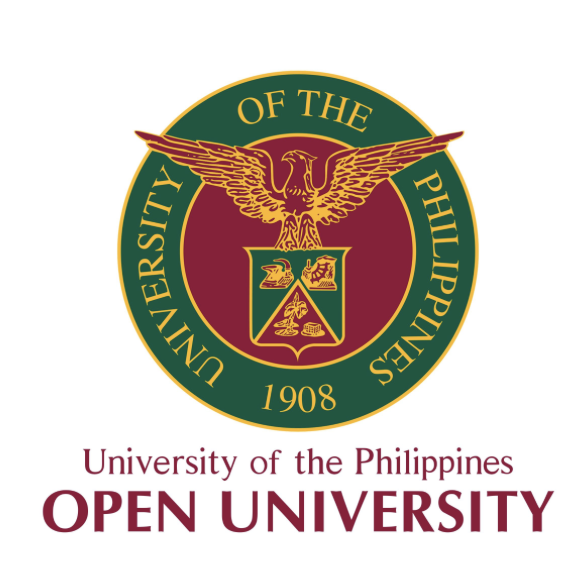 UNIVERSITY OF THE PHILIPPINES
1908
University of the Philippines
OPEN UNIVERSITY